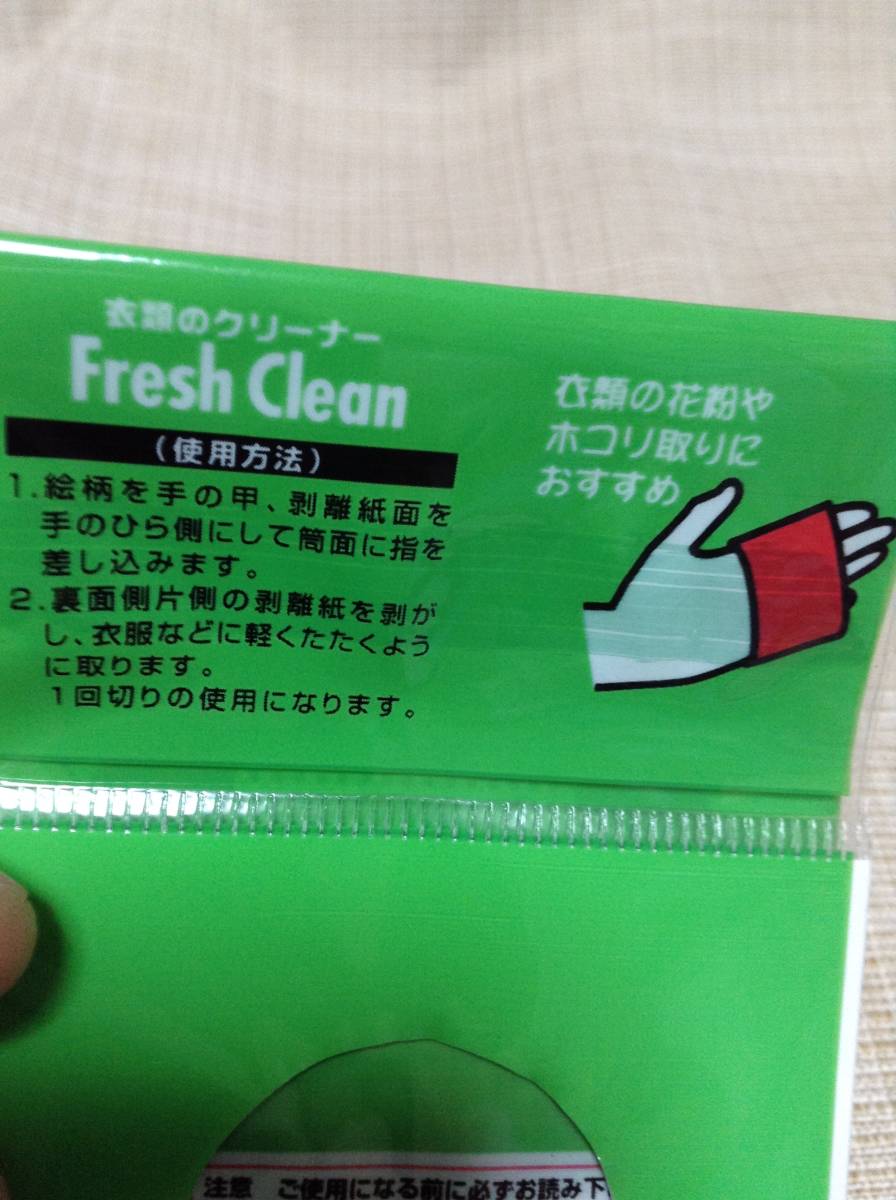 衣類のクリーナー
Fresh Clean
(使用方法)
1.絵柄を手の甲、剥離紙面を
手のひら側にして筒面に指を
差し込みます。
2.裏面側片側の剥離紙を剥が
し、衣服などに軽くたたくよう
に取ります。
1回切りの使用になります。
衣類の花粉や
ホコリ取りに
おすすめ
注意 ご使用になる前に必ずお読み下